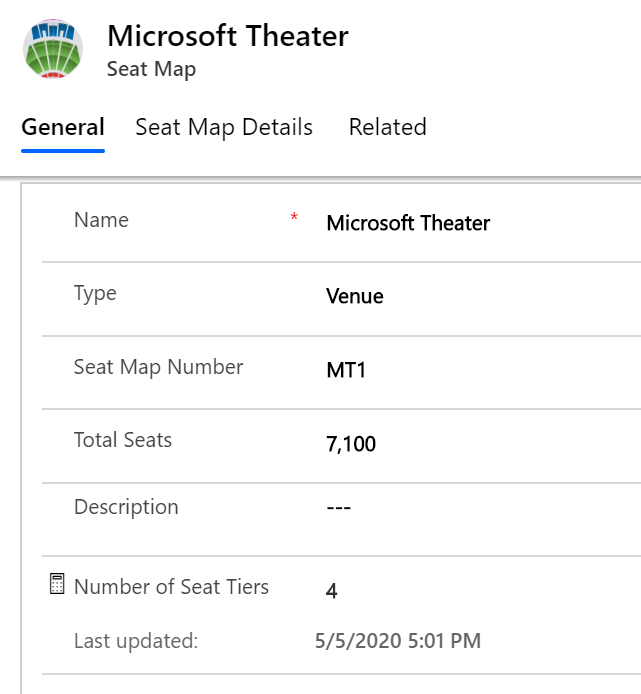 Microsoft Theater
Seat Map
General Seat Map Details Related
Name * Microsoft Theater
Type Venue
Seat Map Number MT1
Total Seats 7,100
Description ---
Number of Seat Tiers 4
Last updated: 5/5/2020 5:01 PM